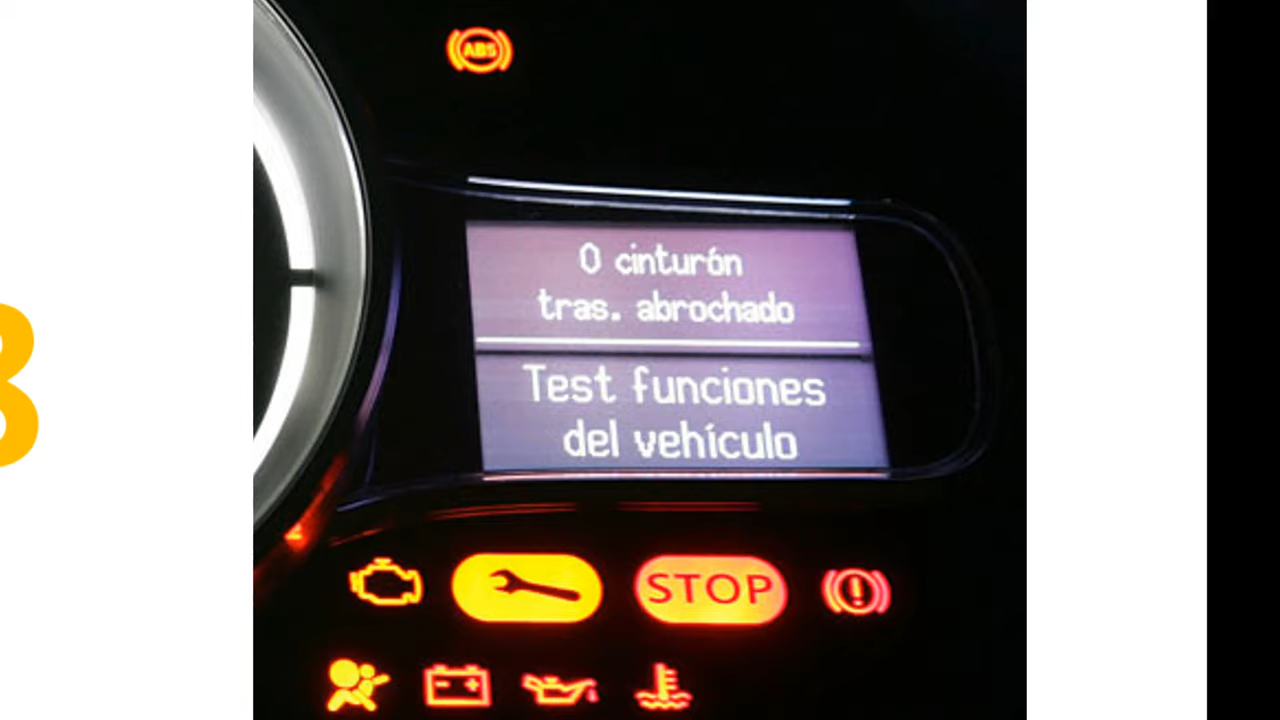 ABS
0 cinturón
tras. abrochado
Test funciones
del vehículo
STOP